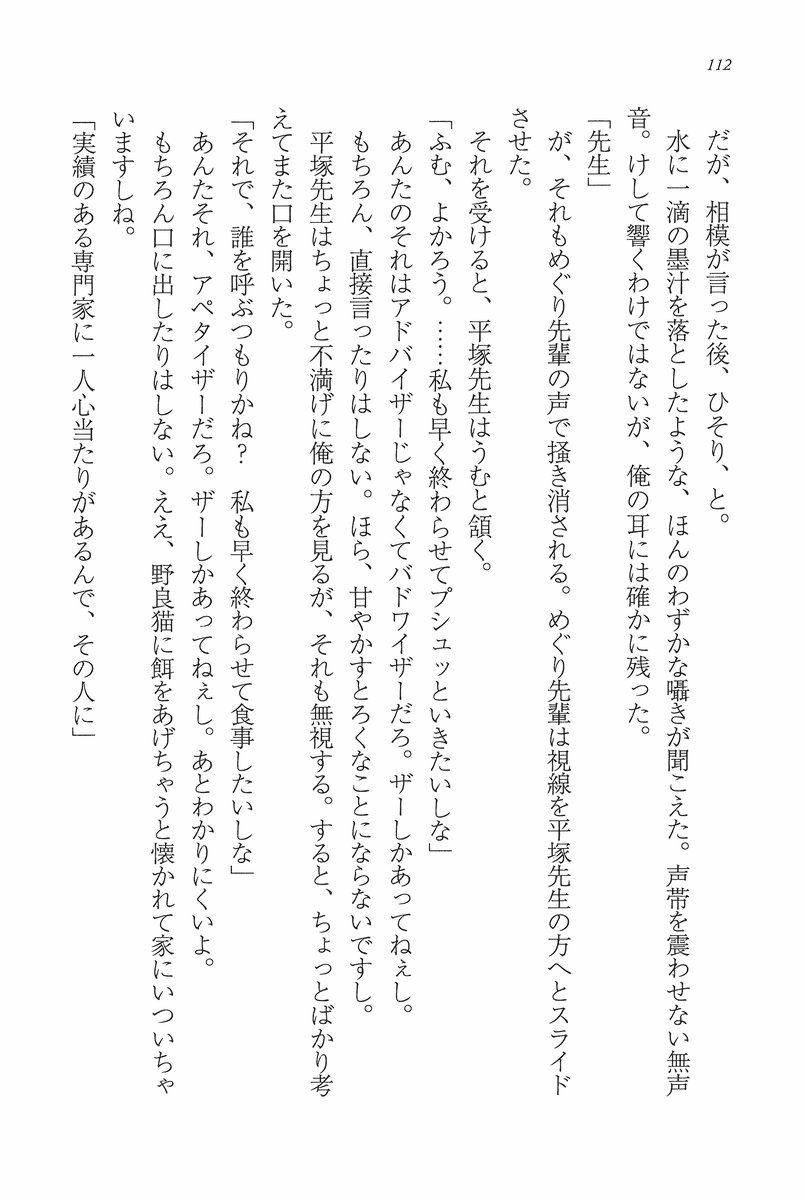 112
だが、相模が言った後、ひそり、と。
水に一滴の墨汁を落としたような、ほんのわずかな囁きが聞こえた。声帯を震わせない無声
音。けして響くわけではないが、俺の耳には確かに残った。
「先生」
が、それもめぐり先輩の声で掻き消される。めぐり先輩は視線を平塚先生の方へとスライド
させた。
それを受けると、平塚先生はうむと頷く。
「ふむ、よかろう。……私も早く終わらせてプシュッといきたいしな」
あんたのそれはアドバイザーじゃなくてバドワイザーだろ。ザーしかあってねぇし。
もちろん、直接言ったりはしない。ほら、甘やかすとろくなことにならないですし。
平塚先生はちょっと不満げに俺の方を見るが、それも無視する。すると、ちょっとばかり考
えてまた口を開いた。
「それで、誰を呼ぶつもりかね?　私も早く終わらせて食事したいしな」
あんたそれ、アペタイザーだろ。ザーしかあってねぇし。あとわかりにくいよ。
もちろん口に出したりはしない。ええ、野良猫に餌をあげちゃうと懐かれて家にいついちゃ
いますしね。
「実績のある専門家に一人心当たりがあるんで、その人に」